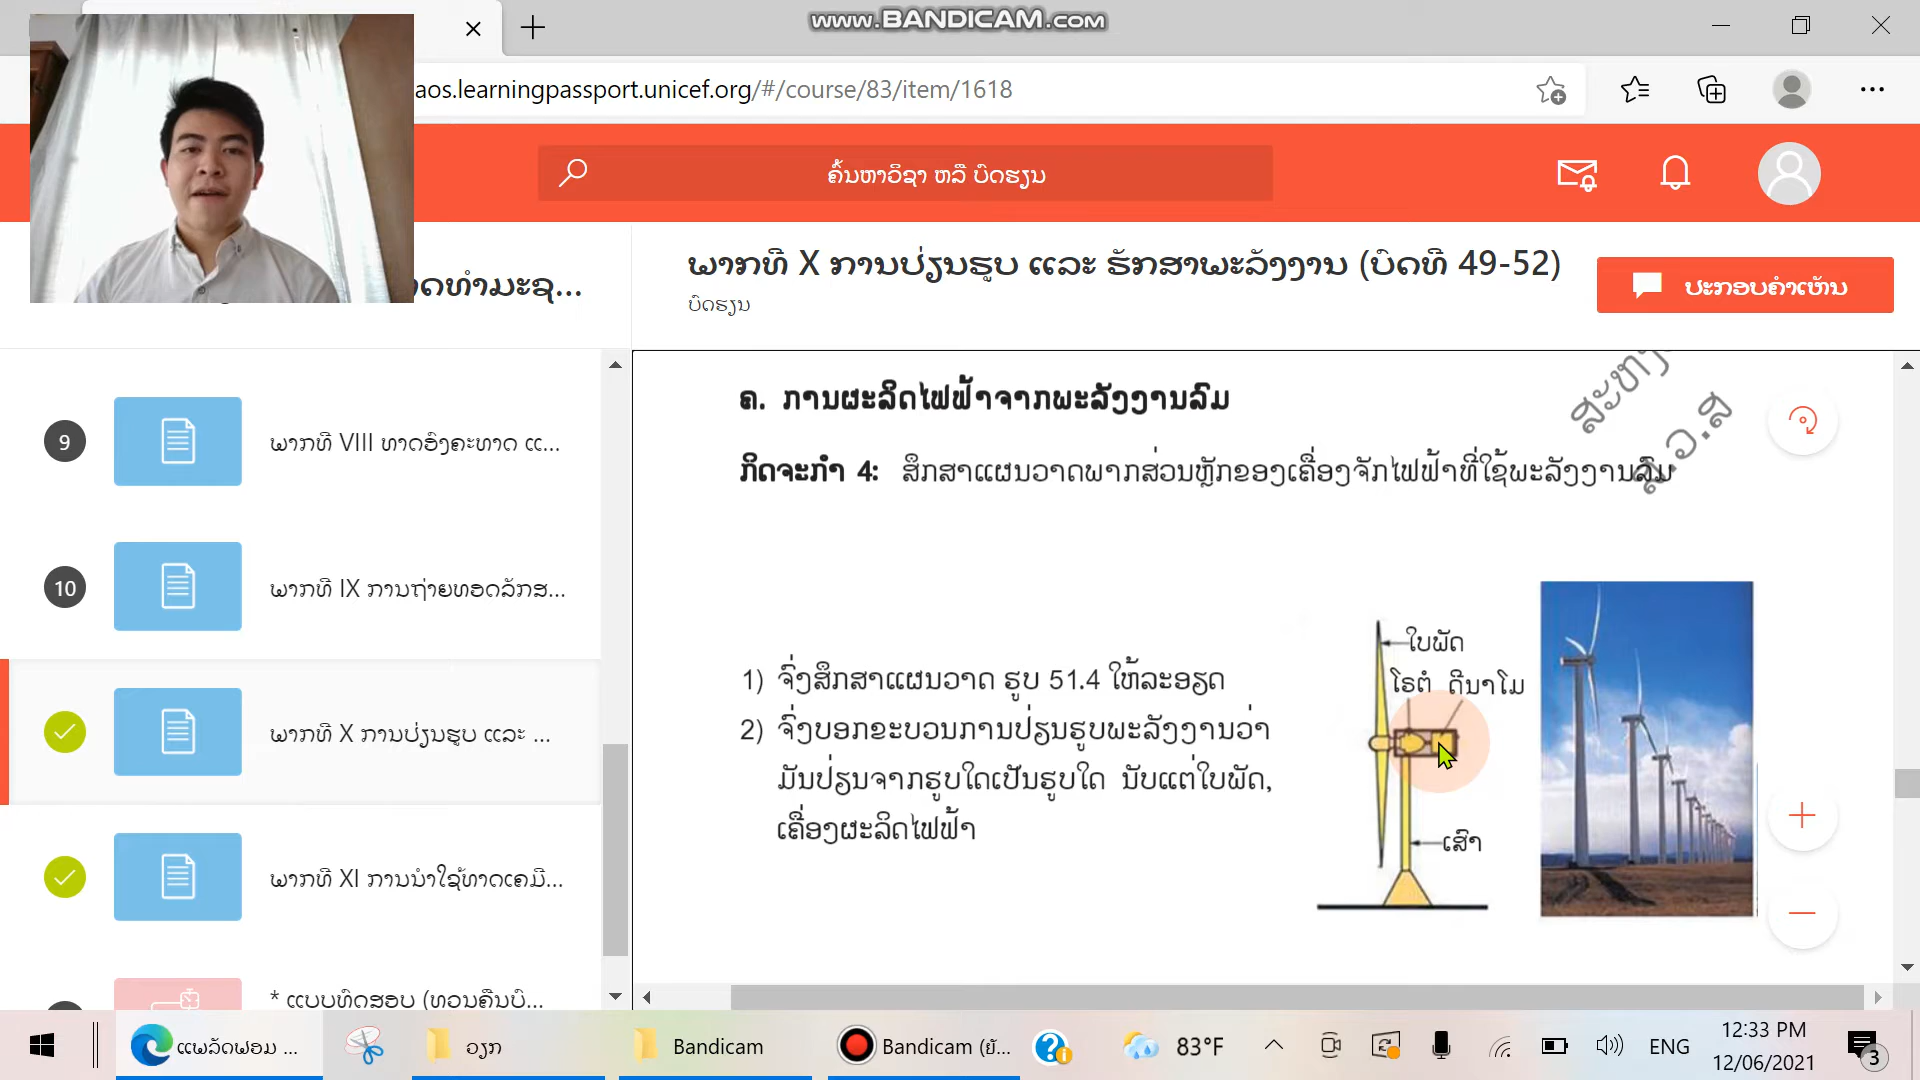 www.BANDICAM.com
aos.learningpassport.unicef.org/#/course/83/item/1618
ຄົ້ນຫາວິຊາ ຫລື ບົດຮຽນ
ດທຳມະຊ...
ພາກທີ X ການປ່ຽນຮູບ ແລະ ຮັກສາພະລັງງານ (ບົດທີ 49-52)
ບົດຮຽນ
ປະກອບຄຳເຫັນ
9
ພາກທີ VIII ທາດອົງຄະທາດ ແ...
10
ພາກທີ IX ການຖ່າຍທອດລັກສ...
ພາກທີ X ການປ່ຽນຮູບ ແລະ ...
ພາກທີ XI ການນຳໃຊ້ທາດເຄມີ...
* ແບບທົດສອບ (ທວນຄືນບົ...
ຄ. ການຜະລິດໄຟຟ້າຈາກພະລັງງານລົມ
ກິດຈະກຳ 4: ສຶກສາແຜນວາດພາກສ່ວນຫຼັກຂອງເຄື່ອງຈັກໄຟຟ້າທີ່ໃຊ້ພະລັງງານລົມ
ສ.ວ.ສ
1) ຈົ່ງສຶກສາແຜນວາດ ຮູບ 51.4 ໃຫ້ລະອຽດ
2) ຈົ່ງບອກຂະບວນການປ່ຽນຮູບພະລັງງານວ່າ
ມັນປ່ຽນຈາກຮູບໃດເປັນຮູບໃດ ນັບແຕ່ໃບພັດ,
ເຄື່ອງຜະລິດໄຟຟ້າ
ໃບພັດ
ໂຣຕໍ ດີນາໂມ
ເສົາ
ແພລັດຟອມ ...
ວຽກ
Bandicam
Bandicam (ຍັ...
83°F
ENG
12:33 PM
12/06/2021
3